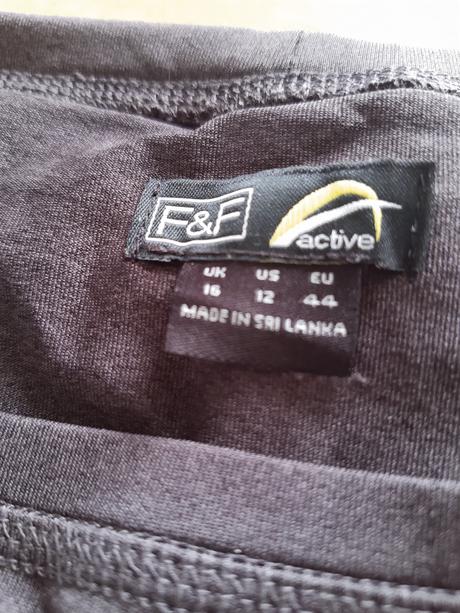 F&F
active
UK US EU
16 12 44
MADE IN SRI LANKA